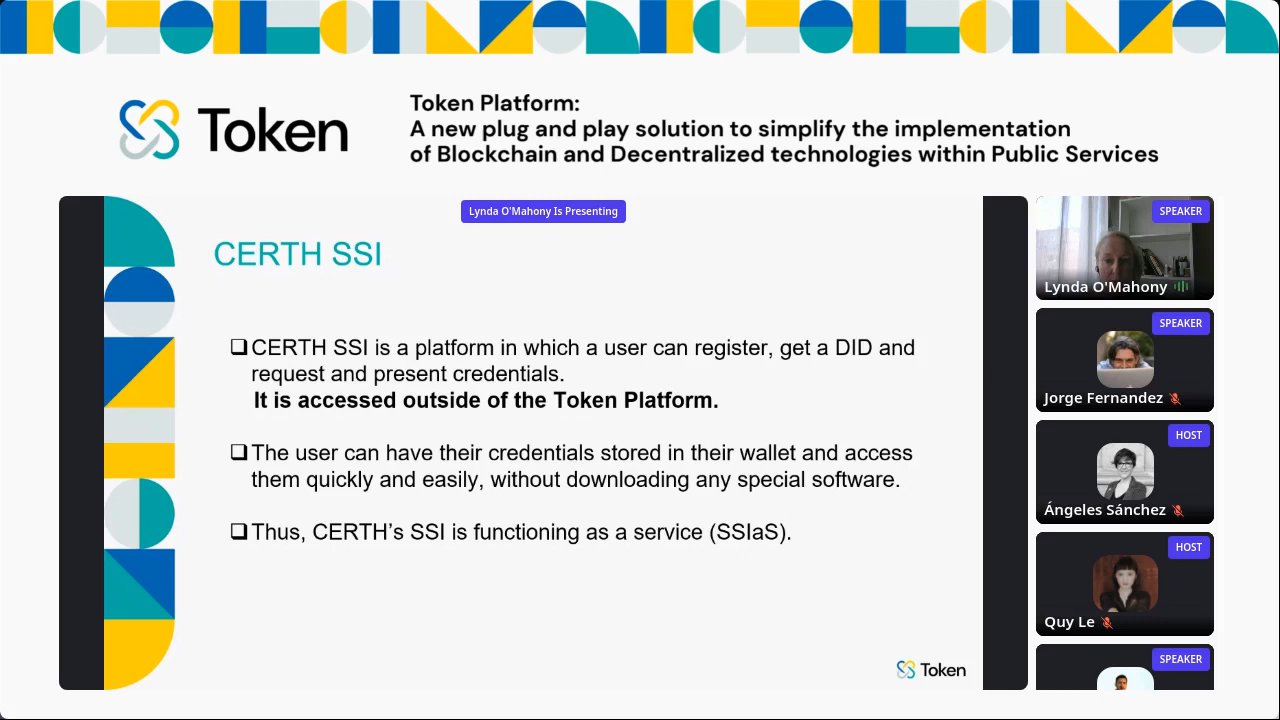 Token
Token Platform:
A new plug and play solution to simplify the implementation
of Blockchain and Decentralized technologies within Public Services
Lynda O'Mahony Is Presenting
CERTH SSI
❑CERTH SSI is a platform in which a user can register, get a DID and
request and present credentials.
It is accessed outside of the Token Platform.
❑The user can have their credentials stored in their wallet and access
them quickly and easily, without downloading any special software.
❑Thus, CERTH’s SSI is functioning as a service (SSIaS).
Token
SPEAKER
Lynda O'Mahony
SPEAKER
Jorge Fernandez
HOST
Ángeles Sánchez
HOST
Quy Le
SPEAKER